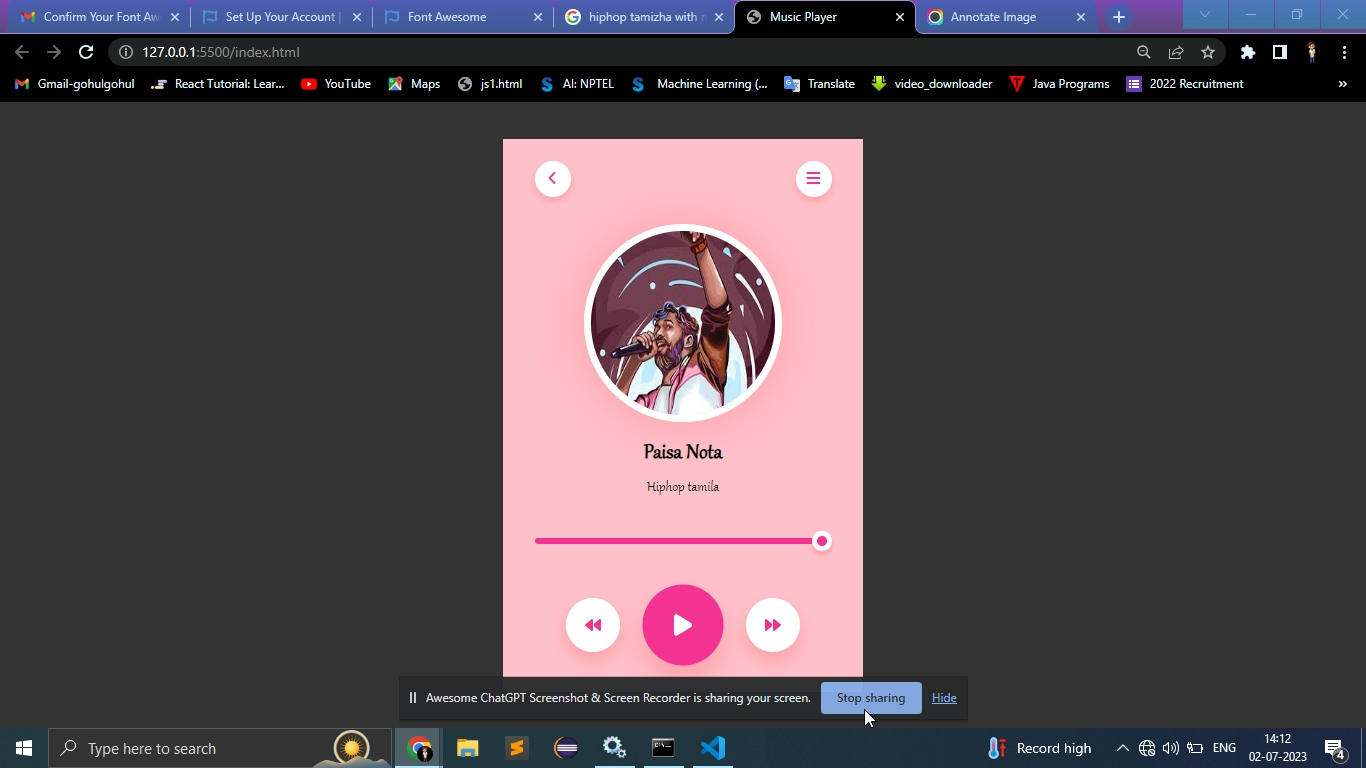 Confirm Your Font Aw
Set Up Your Account |
Font Awesome
hiphop tamizha with
Music Player
Annotate Image
127.0.0.1:5500/index.html
Gmail-gohulgohul
React Tutorial: Lear...
YouTube
Maps
js1.html
AI: NPTEL
Machine Learning (...
Translate
video_downloader
Java Programs
2022 Recruitment
»
Paisa Nota
Hiphop tamila
Awesome ChatGPT Screenshot & Screen Recorder is sharing your screen.
Stop sharing
Hide
Type here to search
Record high
ENG
14:12
02-07-2023
4